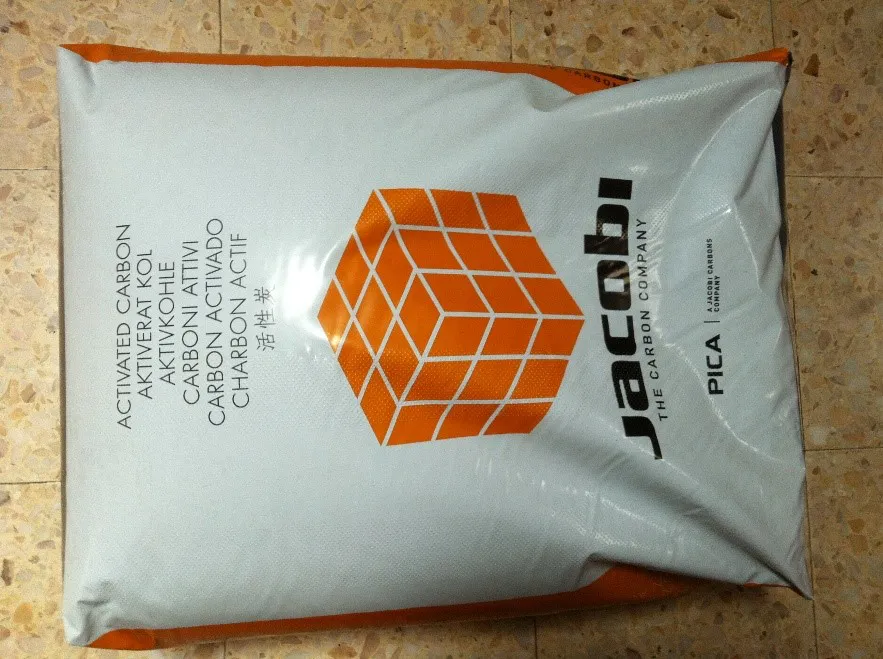 ACTIVATED CARBON
AKTIVERAT KOL
AKTIVKOHLE
CARBONI ATTIVI
CARBON ACTIVADO
CHARBON ACTIF
活性炭
Jacobi
THE CARBON COMPANY
PICA
A JACOBI CARBONS
COMPANY